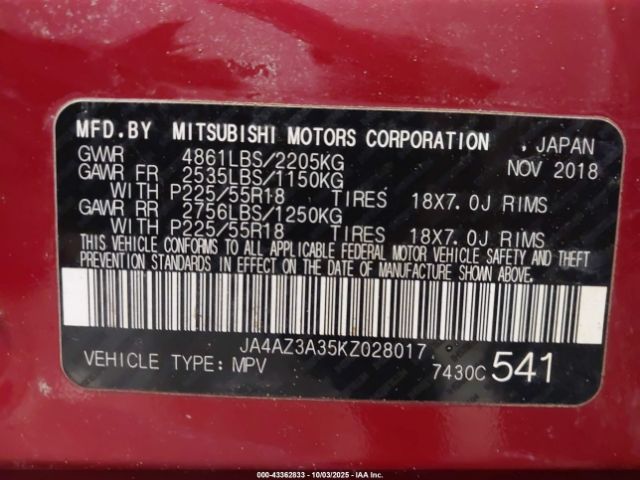 MFD.BY MITSUBISHI MOTORS CORPORATION . JAPAN
GVWR 4861LBS/2205KG NOV 2018
GAWR FR 2535LBS/1150KG
WITH P225/55R18 TIRES 18X7.0J RIMS
GAWR RR 2756LBS/1250KG
WITH P225/55R18 TIRES 18X7.0J RIMS
THIS VEHICLE CONFORMS TO ALL APPLICABLE FEDERAL MOTOR VEHICLE SAFETY AND THEFT
PREVENTION STANDARDS IN EFFECT ON THE DATE OF MANUFACTURE SHOWN ABOVE.
JA4AZ3A35KZ028017
VEHICLE TYPE: MPV 7430C 541
000-43362633 - 10/03/2025 - IAAI, Inc.